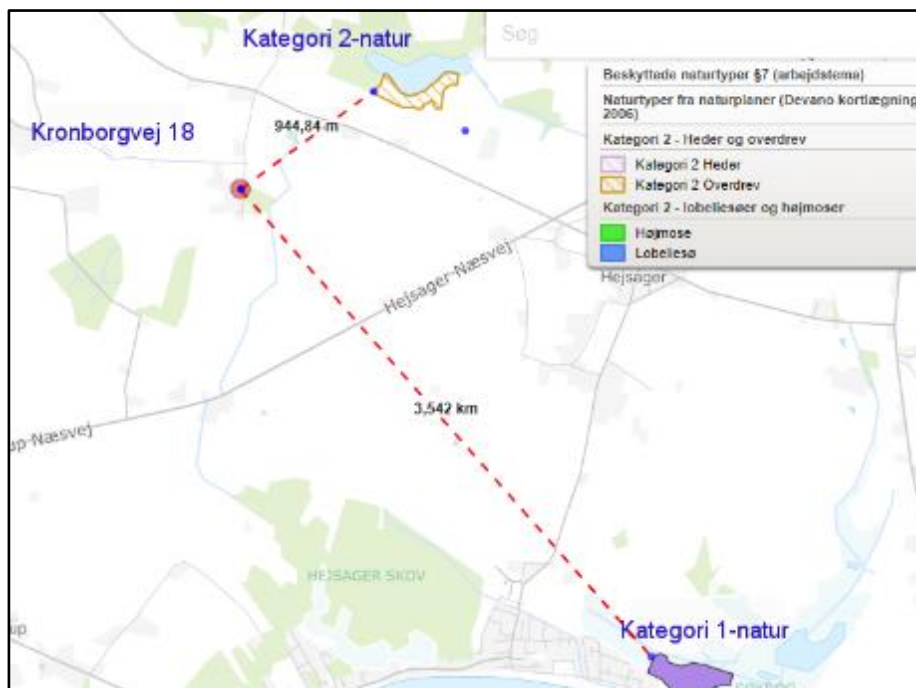 Kategori 2-natur
Søg
Beskyttede naturtyper §7 (arbejdstema)
Naturtyper fra naturplaner (Devano kortlægning
2006)
Kategori 2 - Heder og overdrev
Kategori 2 Heder
Kategori 2 Overdrev
Kategori 2 - lobeliesøer og højmoser
Højmose
Lobeliesø
944,84 m
Kronborgvej 18
Hejsager Næsvej
Hejsager
3,542 km
up Næsvej
HEJSAGER SKOV
up
Kategori 1-natur